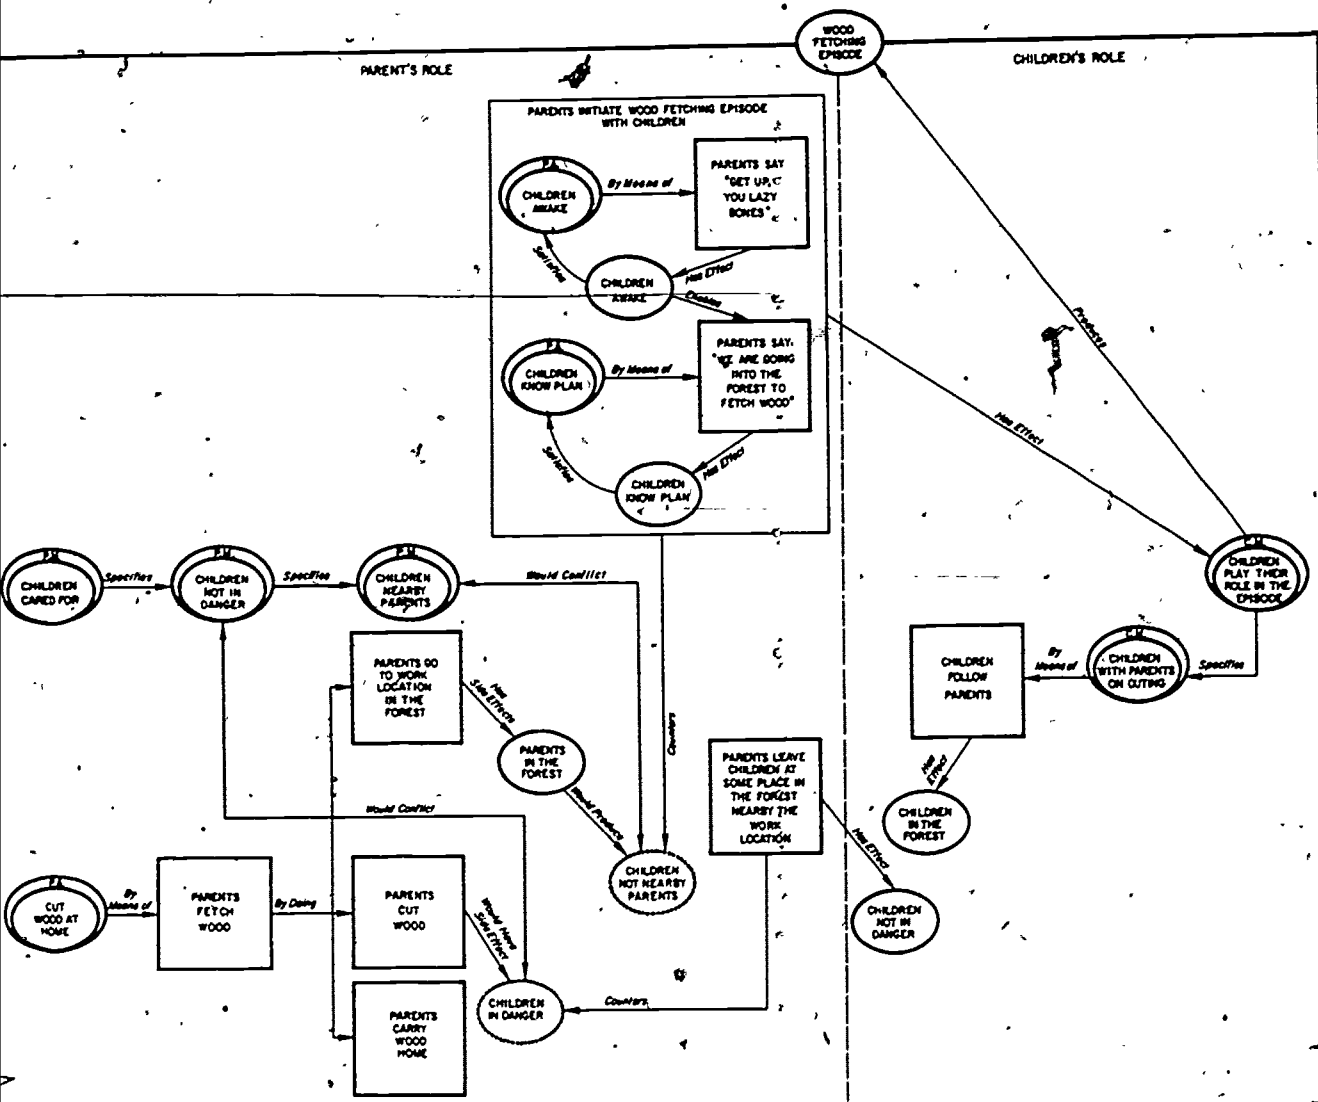 WOOD
FETCHING
EPISODE
PARENT'S ROLE
CHILDREN'S ROLE
PARENTS INITIATE WOOD FETCHING EPISODE
WITH CHILDREN
P.A.
CHILDREN
AWAKE
By Means of
PARENTS SAY
"GET UP,
YOU LAZY
BONES"
Satisfies
Has Effect
CHILDREN
AWAKE
Enables
P.A.
CHILDREN
KNOW PLAN
By Means of
PARENTS SAY:
"WE ARE GOING
INTO THE
FOREST TO
FETCH WOOD"
Satisfies
Has Effect
CHILDREN
KNOW PLAN
Produces
Has Effect
P.M.
CHILDREN
CARED FOR
Specifies
P.M.
CHILDREN
NOT IN
DANGER
Specifies
P.M.
CHILDREN
NEARBY
PARENTS
Would Conflict
C.M.
CHILDREN
PLAY THEIR
ROLE IN THE
EPISODE
Specifies
C.M.
CHILDREN
WITH PARENTS
ON OUTING
By
Means of
CHILDREN
FOLLOW
PARENTS
Has
Effect
CHILDREN
IN THE
FOREST
PARENTS GO
TO WORK
LOCATION
IN THE
FOREST
Has
Side Effects
PARENTS
IN THE
FOREST
Would Produce
Counters
CHILDREN
NOT NEARBY
PARENTS
PARENTS LEAVE
CHILDREN AT
SOME PLACE IN
THE FOREST
NEARBY THE
WORK
LOCATION
Has Effect
CHILDREN
NOT IN
DANGER
Would Conflict
P.A.
CUT
WOOD AT
HOME
By
Means of
PARENTS
FETCH
WOOD
By Doing
PARENTS
CUT
WOOD
Would Have
Side Effect
CHILDREN
IN DANGER
Counters
PARENTS
CARRY
WOOD
HOME